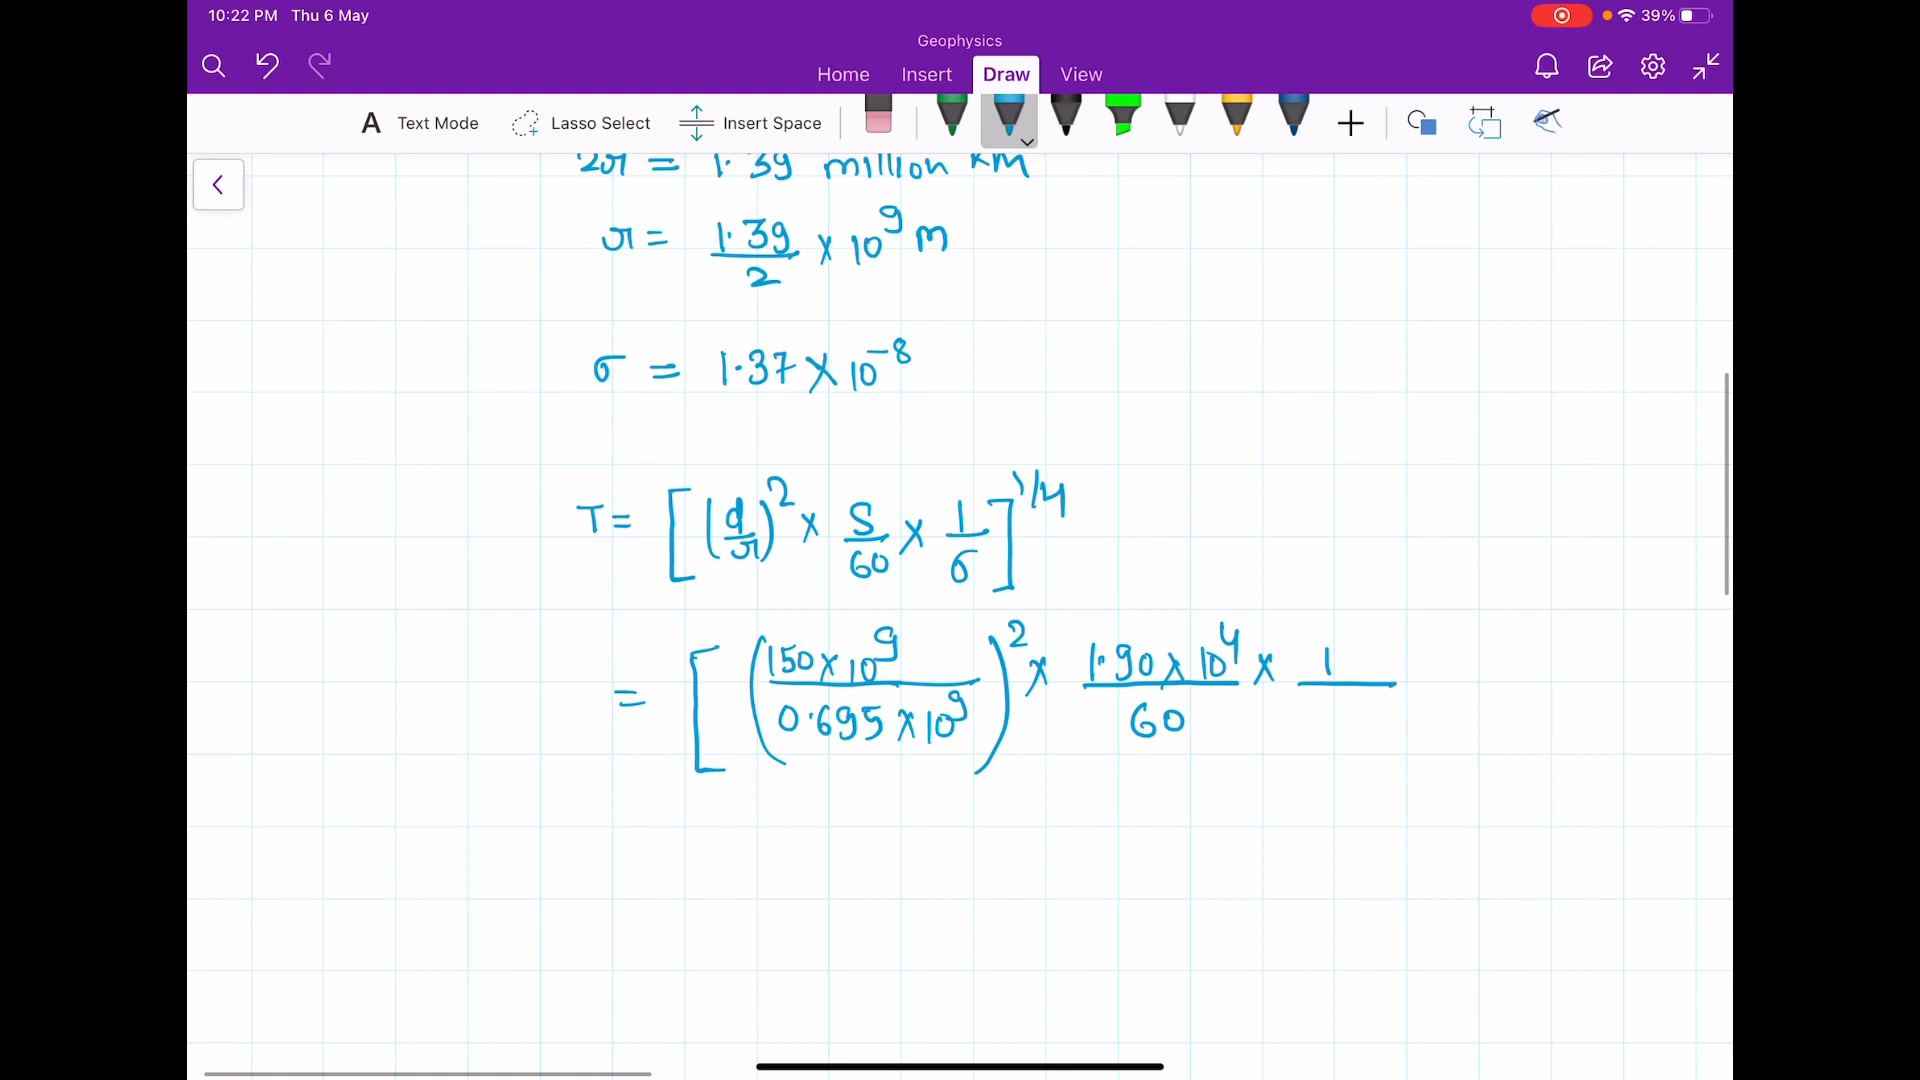 10:22 PM Thu 6 May 39%
Geophysics
Home Insert Draw View
A Text Mode Lasso Select Insert Space
2r = 1.39 million km
r = 1.39/2 × 10^9 m
σ = 1.37 × 10^-8
T = [(d/r)^2 × S/60 × 1/σ]^1/4
= [(150 × 10^9 / 0.695 × 10^9)^2 × 1.90 × 10^4 / 60 × 1/